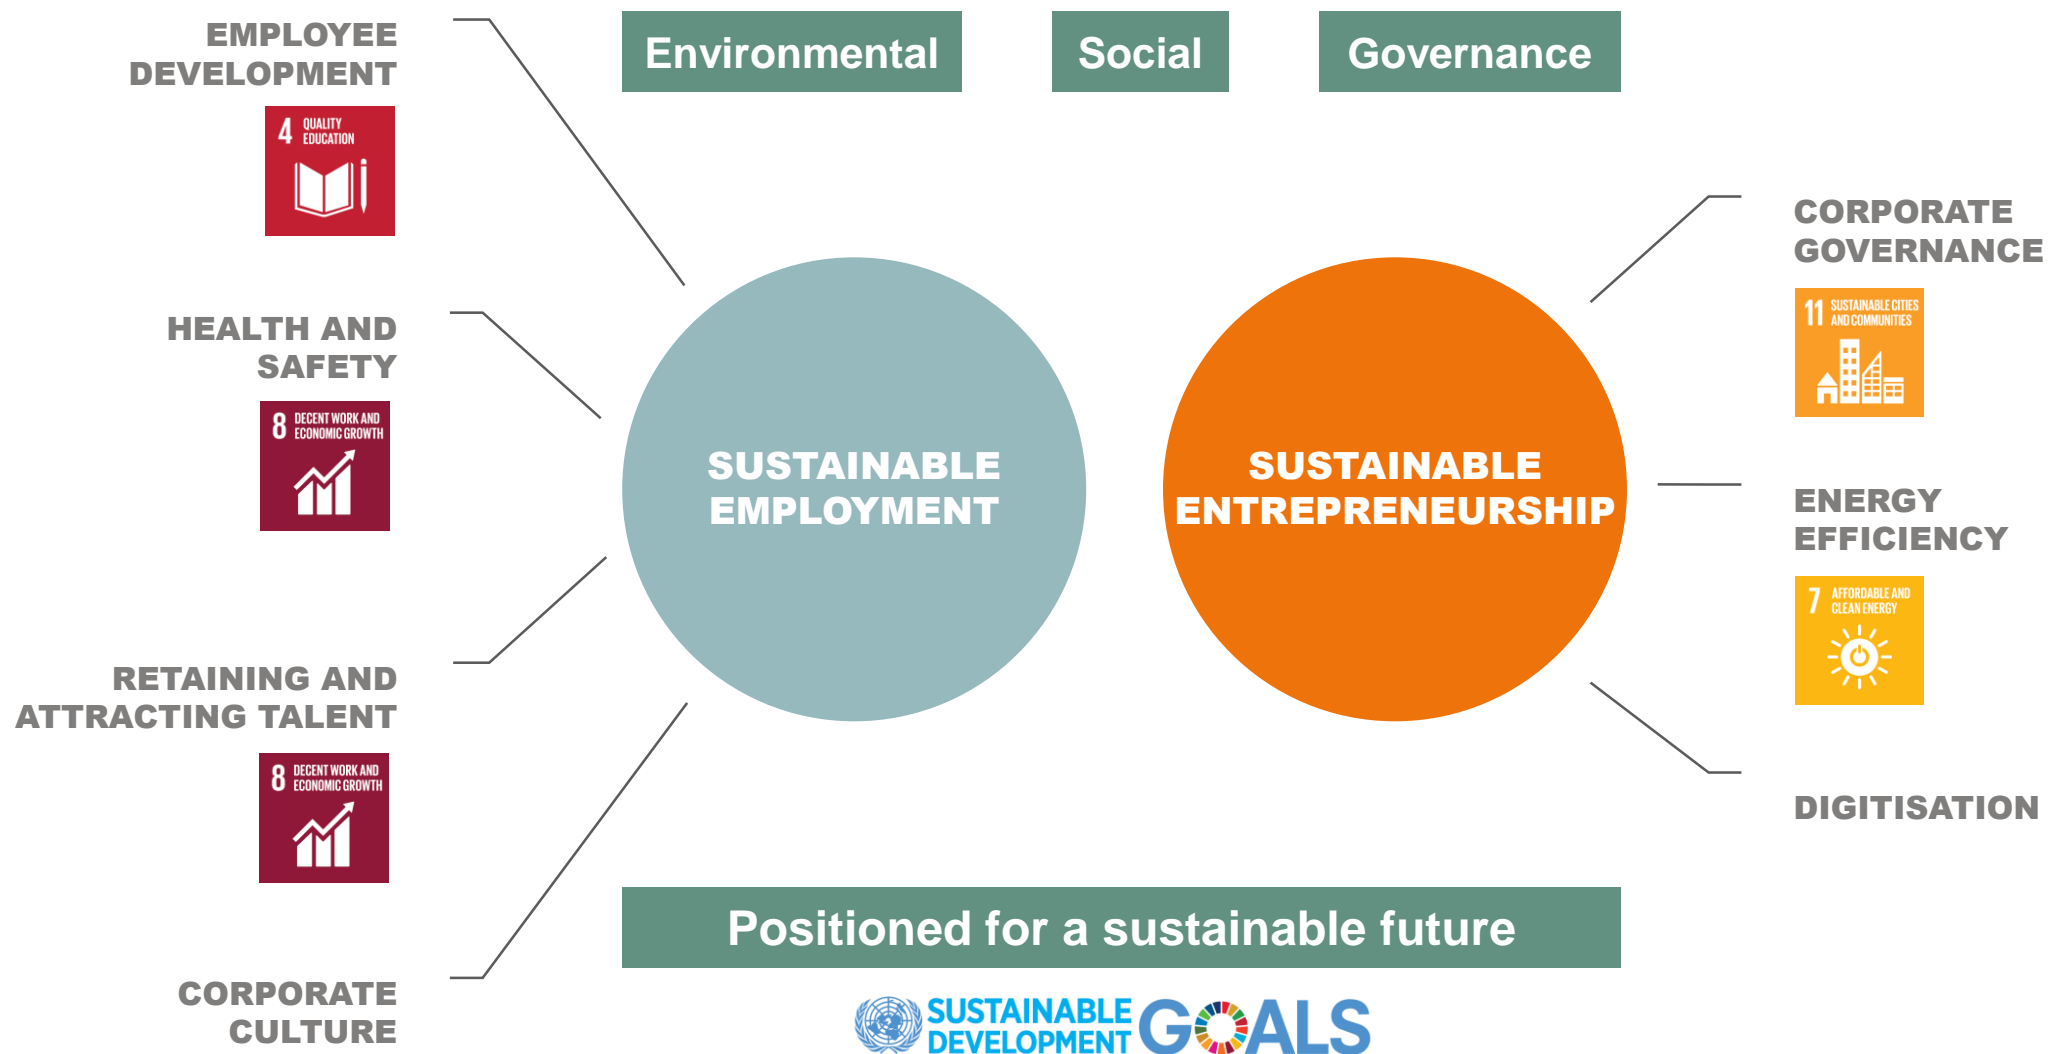 EMPLOYEE
DEVELOPMENT
4 QUALITY
EDUCATION
HEALTH AND
SAFETY
8 DECENT WORK AND
ECONOMIC GROWTH
RETAINING AND
ATTRACTING TALENT
8 DECENT WORK AND
ECONOMIC GROWTH
CORPORATE
CULTURE
Environmental
Social
Governance
SUSTAINABLE
EMPLOYMENT
SUSTAINABLE
ENTREPRENEURSHIP
Positioned for a sustainable future
SUSTAINABLE
DEVELOPMENT
GOALS
CORPORATE
GOVERNANCE
11 SUSTAINABLE CITIES
AND COMMUNITIES
ENERGY
EFFICIENCY
7 AFFORDABLE AND
CLEAN ENERGY
DIGITISATION